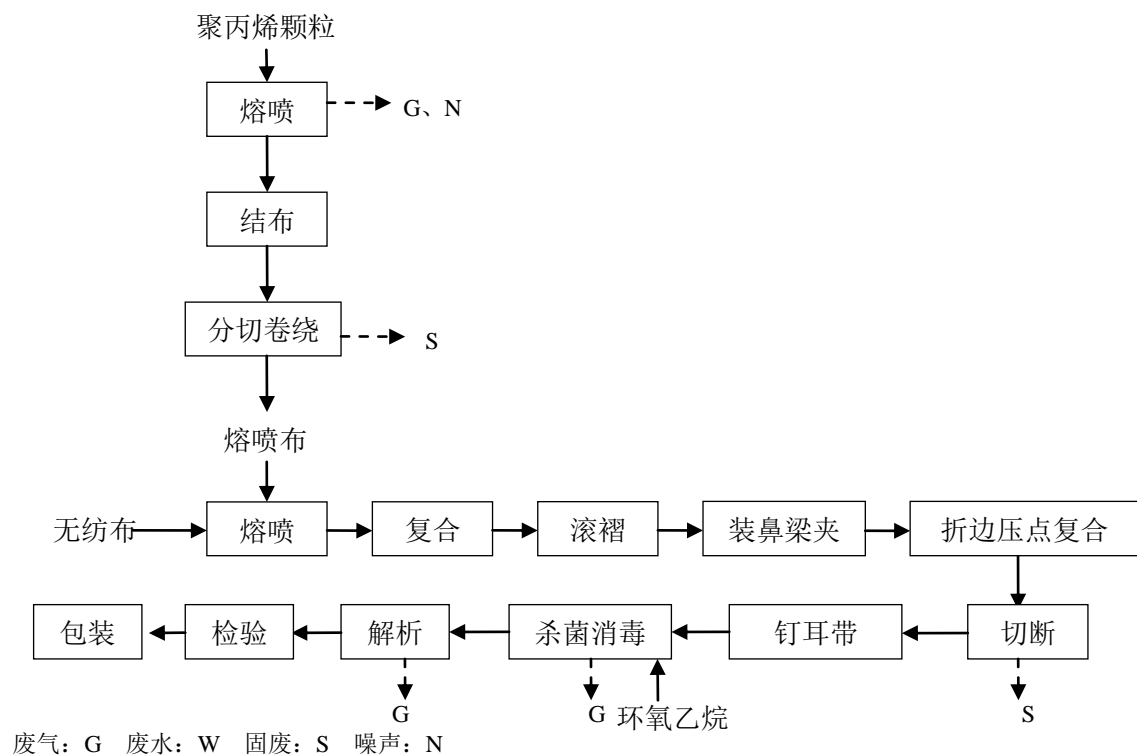 聚丙烯颗粒
熔喷
G、N
结布
分切卷绕
S
熔喷布
无纺布
熔喷
复合
滚褶
装鼻梁夹
折边压点复合
包装
检验
解析
杀菌消毒
钉耳带
切断
G
G
环氧乙烷
S
废气：G 废水：W 固废：S 噪声：N